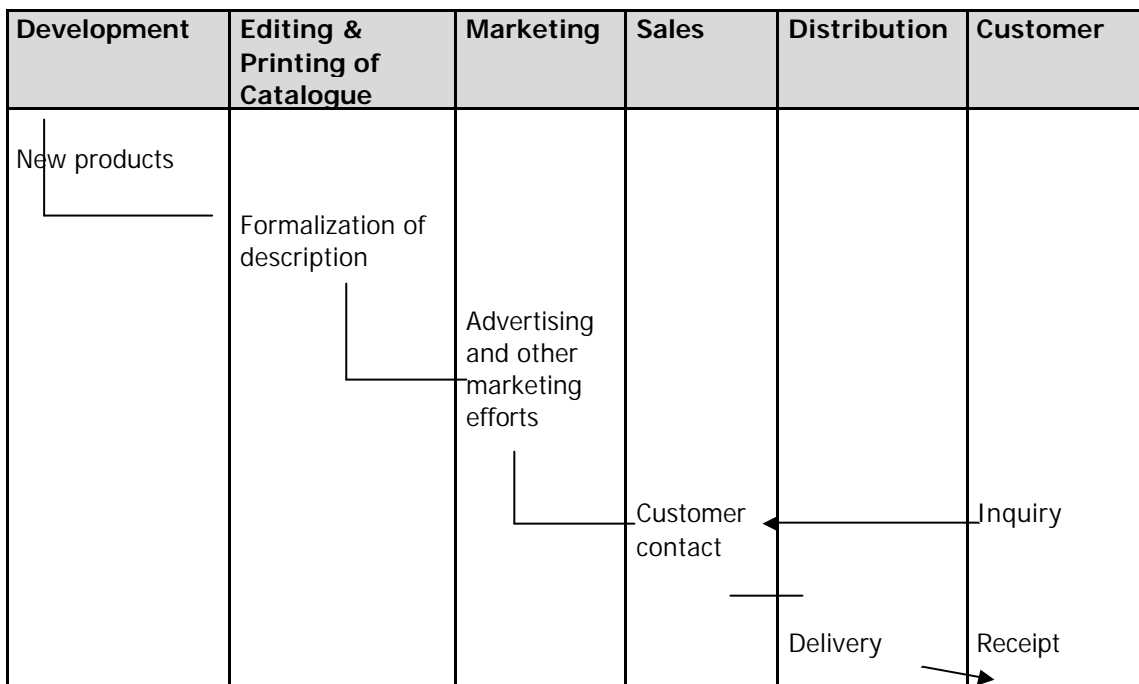 Development
Editing &
Printing of
Catalogue
Marketing
Sales
Distribution
Customer
New products
Formalization of
description
Advertising
and other
marketing
efforts
Customer
contact
Inquiry
Delivery
Receipt